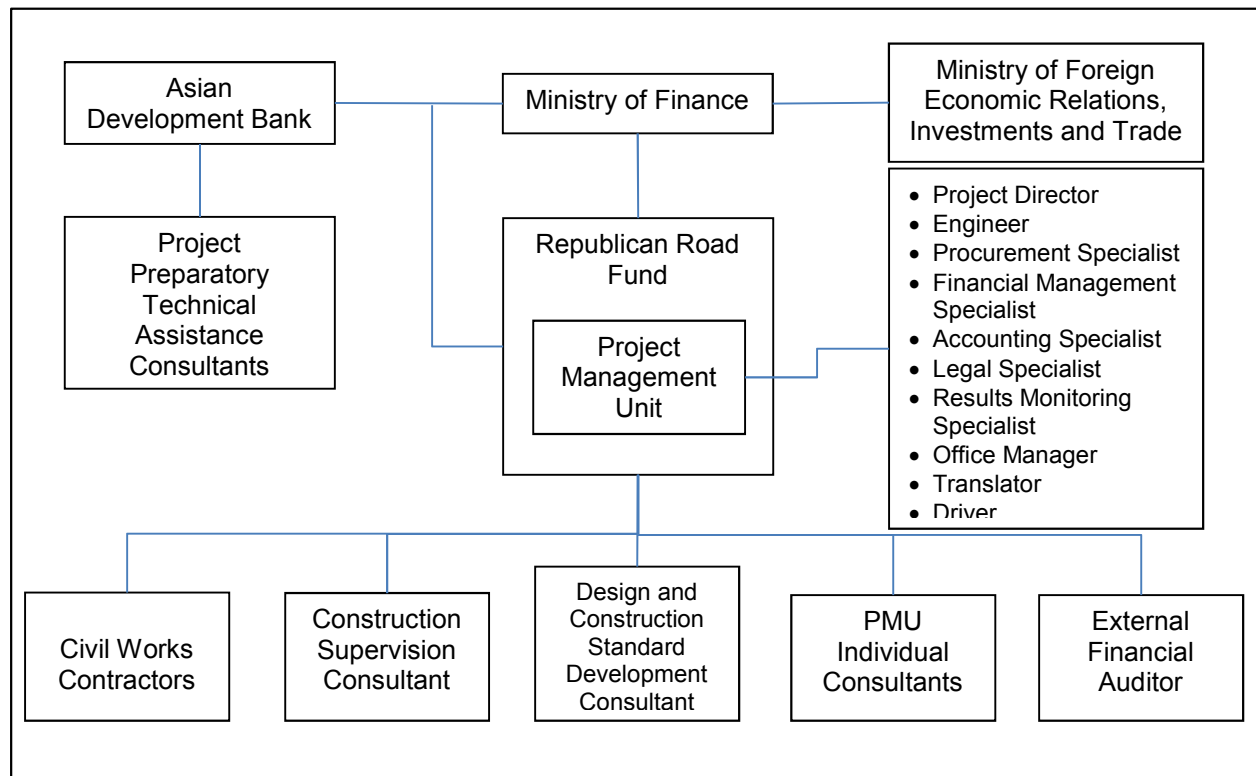 Asian
Development Bank
Ministry of Finance
Ministry of Foreign
Economic Relations,
Investments and Trade
Project
Preparatory
Technical
Assistance
Consultants
Republican Road
Fund
Project
Management
Unit
• Project Director
• Engineer
• Procurement Specialist
• Financial Management
Specialist
• Accounting Specialist
• Legal Specialist
• Results Monitoring
Specialist
• Office Manager
• Translator
• Driver
Civil Works
Contractors
Construction
Supervision
Consultant
Design and
Construction
Standard
Development
Consultant
PMU
Individual
Consultants
External
Financial
Auditor